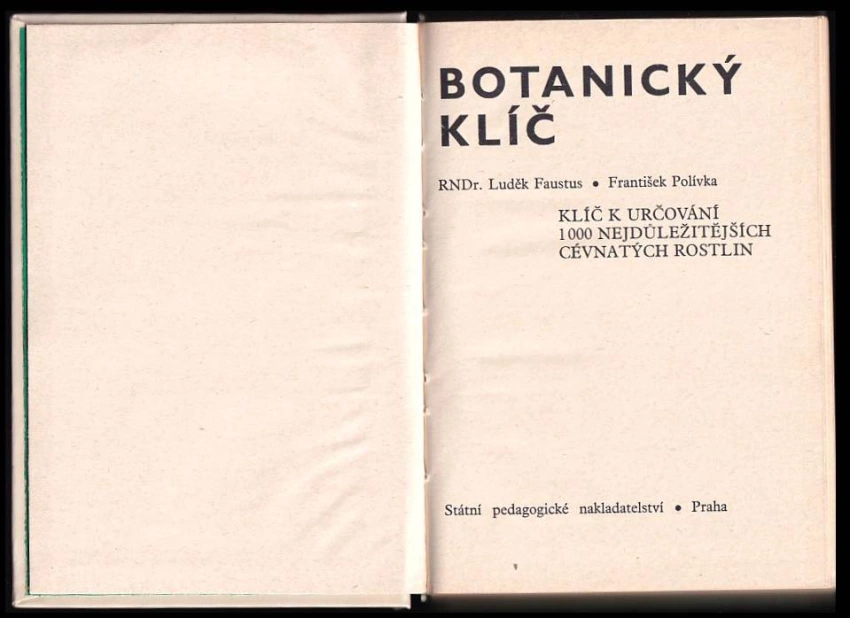 BOTANICKÝ
KLÍČ
RNDr. Luděk Faustus • František Polívka
KLÍČ K URČOVÁNÍ
1000 NEJDŮLEŽITĚJŠÍCH
CÉVNATÝCH ROSTLIN
Státní pedagogické nakladatelství • Praha